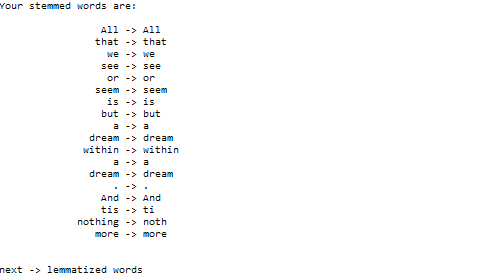 Your stemmed words are:
All -> All
that -> that
we -> we
see -> see
or -> or
seem -> seem
is -> is
but -> but
a -> a
dream -> dream
within -> within
a -> a
dream -> dream
. -> .
And -> And
tis -> ti
nothing -> noth
more -> more
next -> lemmatized words